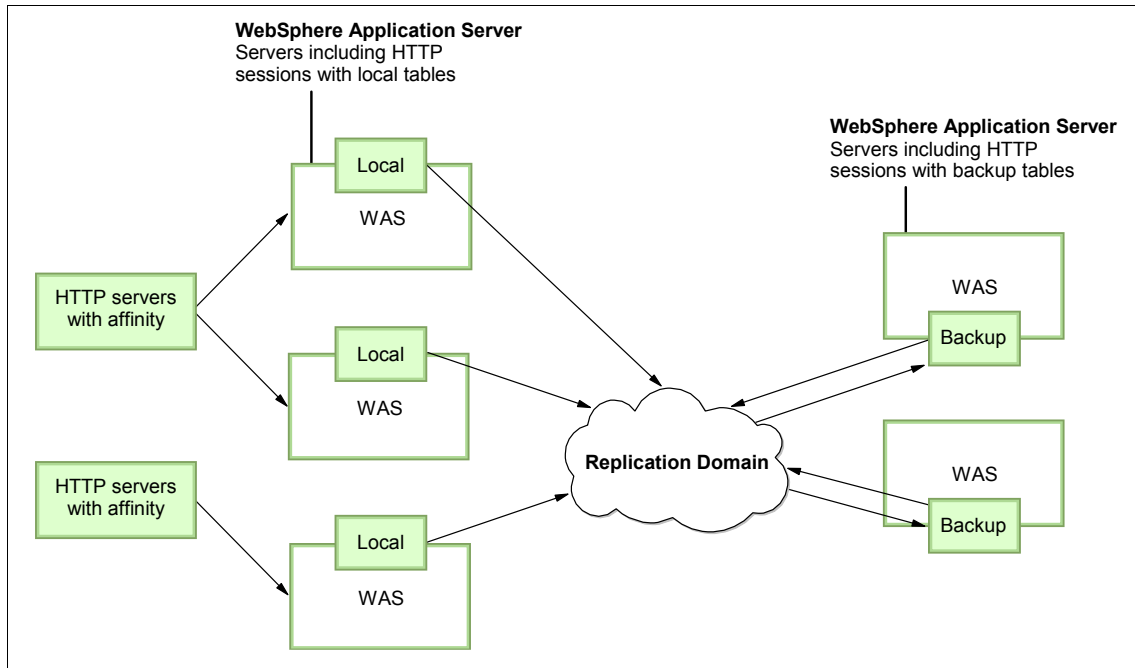 WebSphere Application Server
Servers including HTTP
sessions with local tables
WebSphere Application Server
Servers including HTTP
sessions with backup tables
Local
WAS
WAS
Backup
HTTP servers
with affinity
Local
WAS
Replication Domain
WAS
Backup
HTTP servers
with affinity
Local
WAS